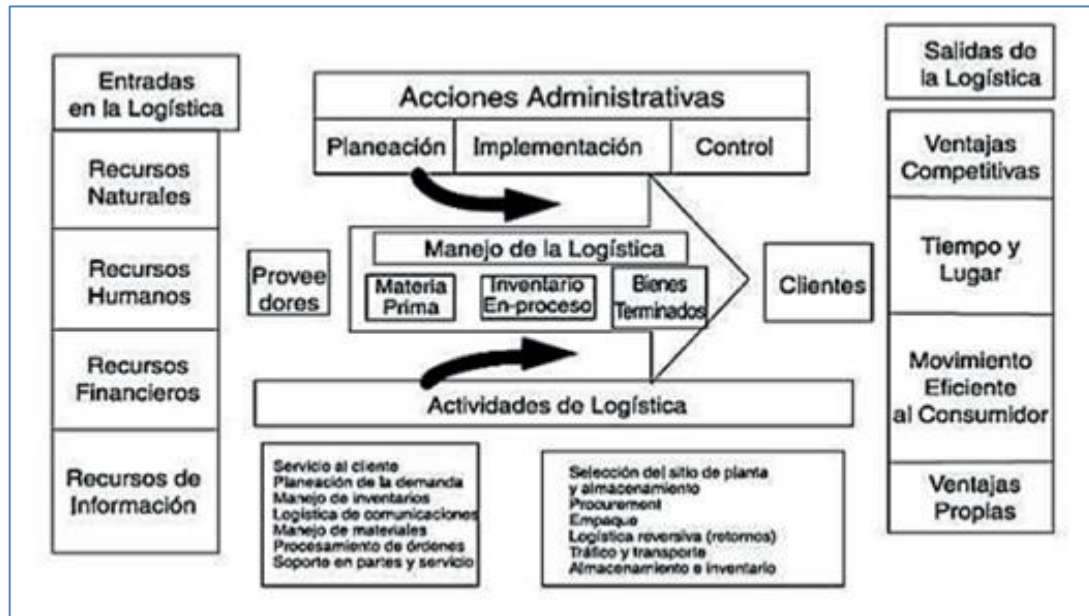 Entradas
en la Logística
Recursos
Naturales
Recursos
Humanos
Recursos
Financieros
Recursos de
Información
Acciones Administrativas
Planeación
Implementación
Control
Manejo de la Logística
Provee
dores
Materia
Prima
Inventario
En-proceso
Bienes
Terminados
Clientes
Actividades de Logística
Servicio al cliente
Planeación de la demanda
Manejo de inventarios
Logística de comunicaciones
Manejo de materiales
Procesamiento de órdenes
Soporte en partes y servicio
Selección del sitio de planta
y almacenamiento
Procurement
Empaque
Logística reversiva (retornos)
Tráfico y transporte
Almacenamiento e inventario
Salidas de
la Logística
Ventajas
Competitivas
Tiempo y
Lugar
Movimiento
Eficiente
al Consumidor
Ventajas
Propias